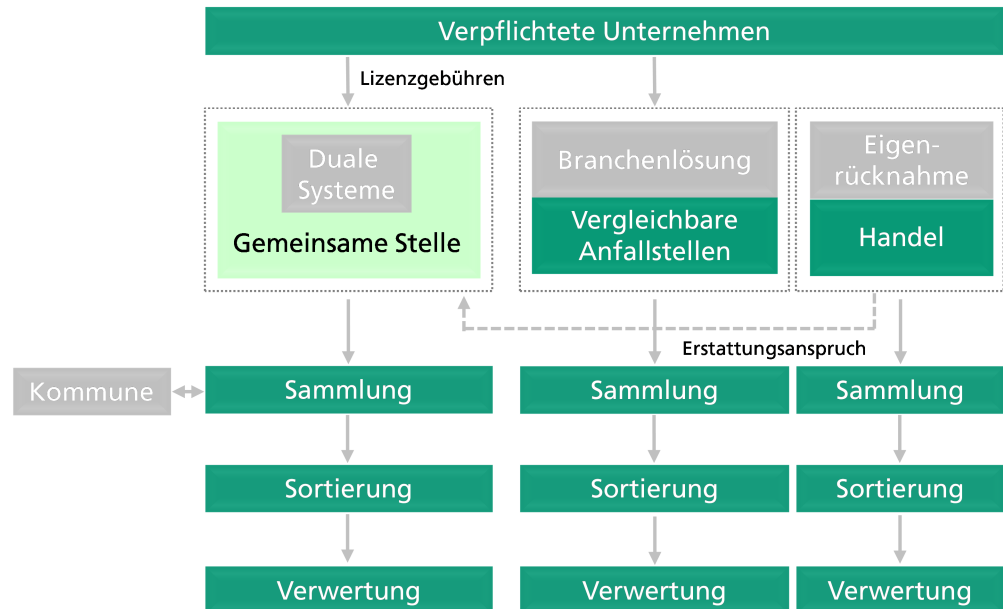 Verpflichtete Unternehmen
Lizenzgebühren
Duale
Systeme
Gemeinsame Stelle
Branchenlösung
Vergleichbare
Anfallstellen
Eigen-
rücknahme
Handel
Erstattungsanspruch
Kommune
Sammlung
Sammlung
Sammlung
Sortierung
Sortierung
Sortierung
Verwertung
Verwertung
Verwertung